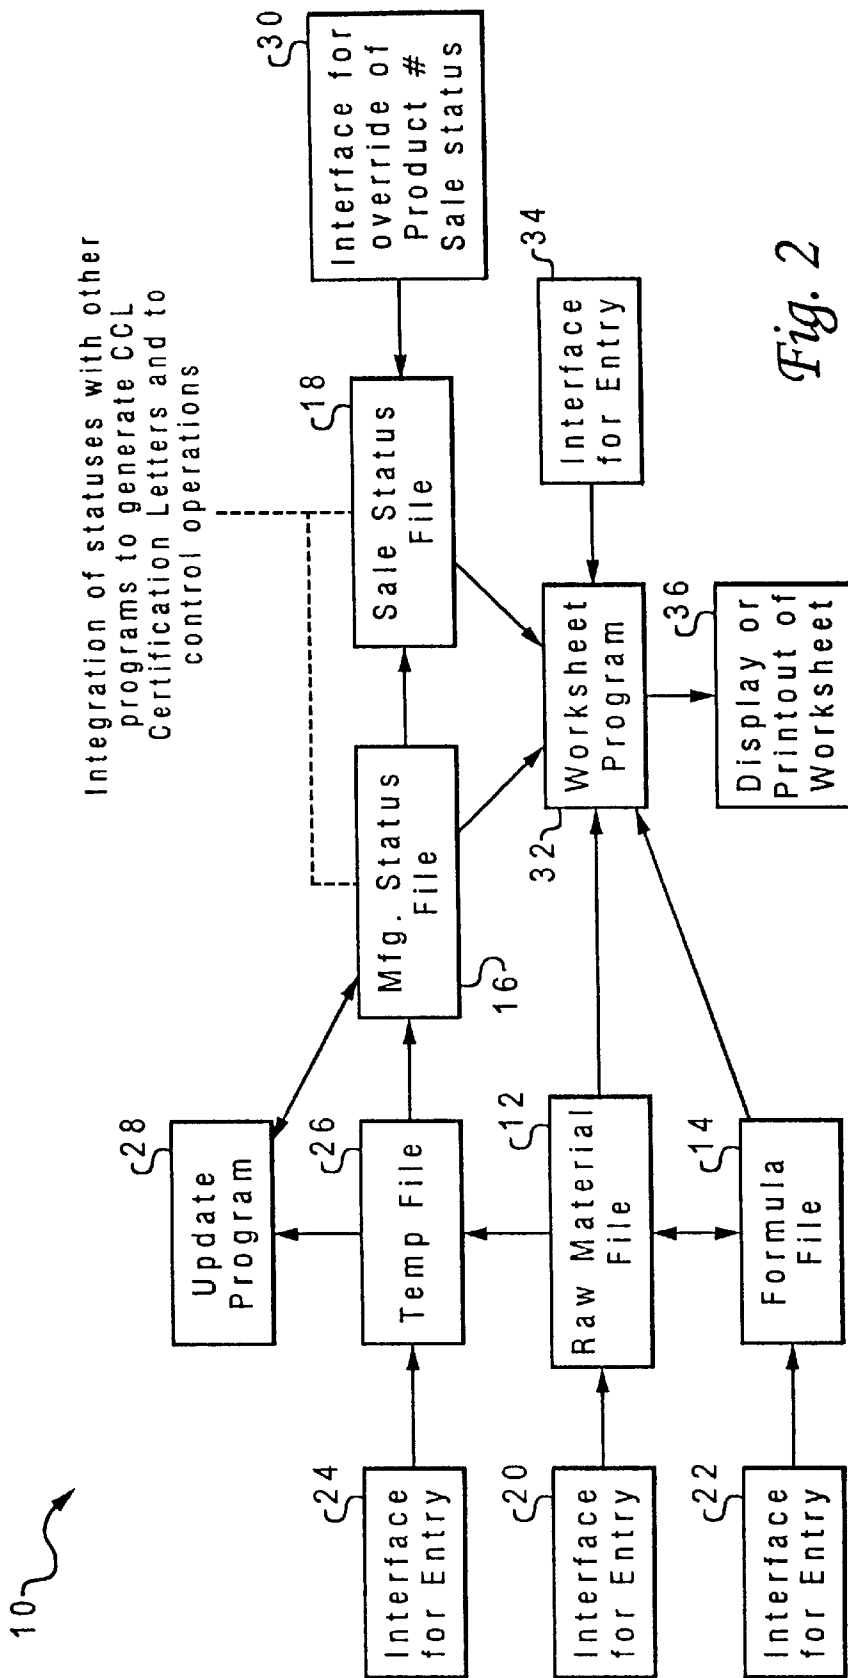 10
Integration of statuses with other
programs to generate CCL
Certification Letters and to
control operations
28
Update
Program
30
Interface for
override of
Product #
Sale status
24
Interface
for Entry
26
Temp File
Mfg. Status
File
16
18
Sale Status
File
20
Interface
for Entry
12
Raw Material
File
32
Worksheet
Program
34
Interface
for Entry
22
Interface
for Entry
14
Formula
File
36
Display or
Printout of
Worksheet
Fig. 2